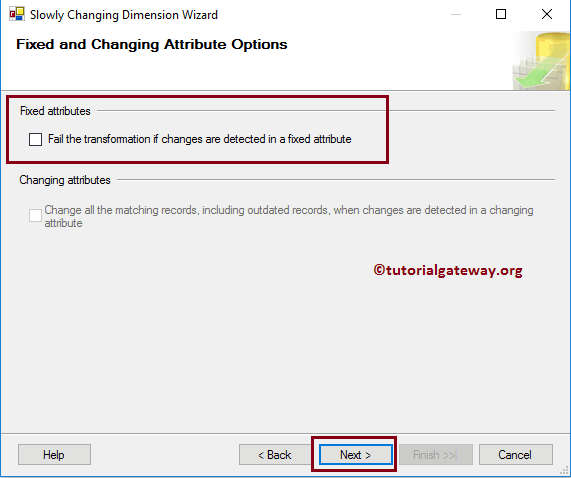 Slowly Changing Dimension Wizard
Fixed and Changing Attribute Options
Fixed attributes
Fail the transformation if changes are detected in a fixed attribute
Changing attributes
Change all the matching records, including outdated records, when changes are detected in a changing
attribute
©tutorialgateway.org
Help
< Back
Next >
Finish >>|
Cancel